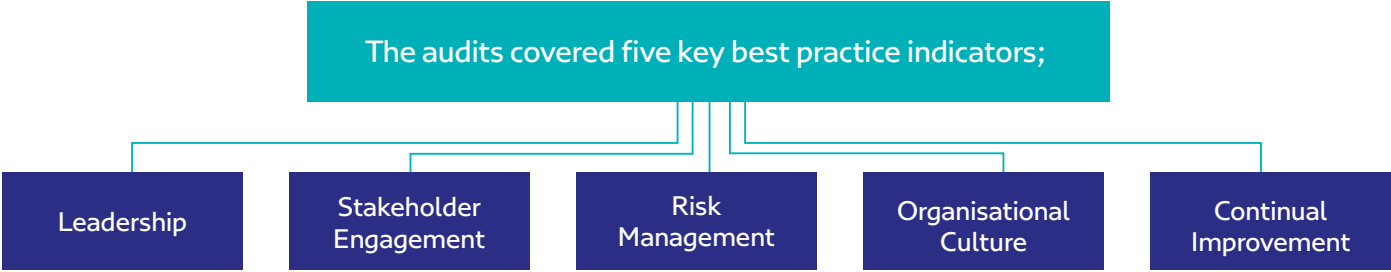 The audits covered five key best practice indicators;
Leadership
Stakeholder
Engagement
Risk
Management
Organisational
Culture
Continual
Improvement